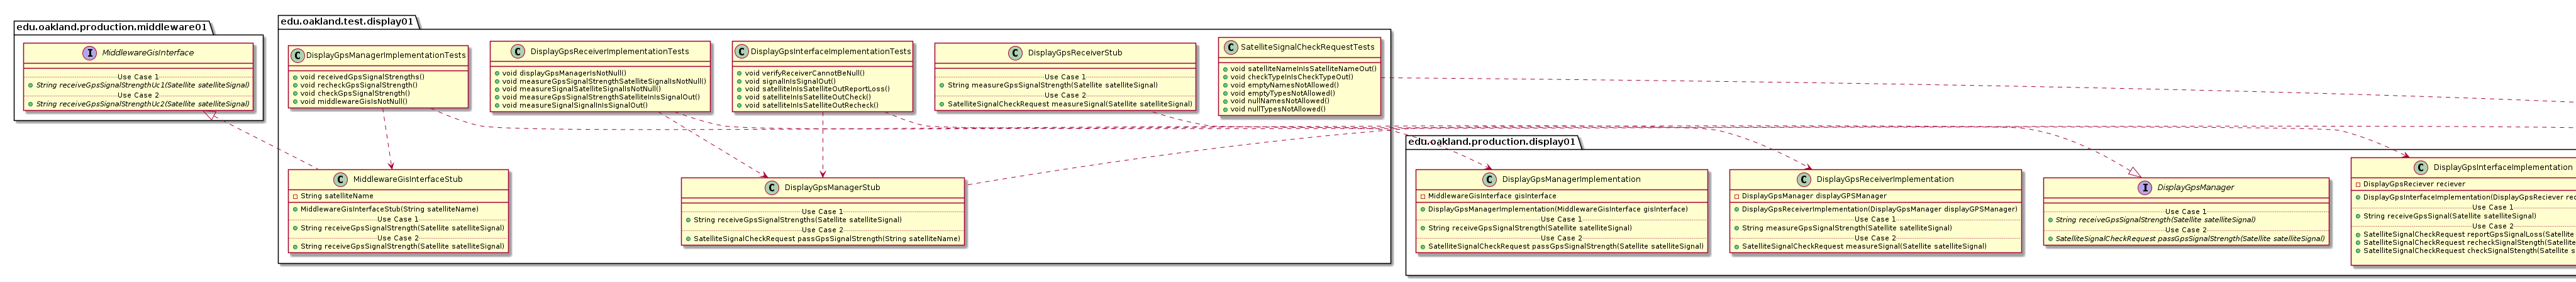 edu.oakland.production.middleware01
I
MiddlewareGisInterface
Use Case 1
String receiveGpsSignalStrengthUc1(Satellite satelliteSignal)
Use Case 2
String receiveGpsSignalStrengthUc2(Satellite satelliteSignal)
edu.oakland.test.display01
C
DisplayGpsManagerImplementationTests
void receivedGpsSignalStrengths()
void recheckGpsSignalStrength()
void checkGpsSignalStrength()
void middlewareGisIsNotNull()
C
DisplayGpsReceiverImplementationTests
void displayGpsManagerIsNotNull()
void measureGpsSignalStrengthSatelliteSignalIsNotNull()
void measureSignalSatelliteSignalIsNotNull()
void measureGpsSignalStrengthSatelliteInIsSignalOut()
void measureSignalSignalInIsSignalOut()
C
DisplayGpsInterfaceImplementationTests
void verifyReceiverCannotBeNull()
void signalInIsSignalOut()
void satelliteInIsSatelliteOutReportLoss()
void satelliteInIsSatelliteOutCheck()
void satelliteInIsSatelliteOutRecheck()
C
DisplayGpsReceiverStub
Use Case 1
String measureGpsSignalStrength(Satellite satelliteSignal)
Use Case 2
SatelliteSignalCheckRequest measureSignal(Satellite satelliteSignal)
C
SatelliteSignalCheckRequestTests
void satelliteNameInIsSatelliteNameOut()
void checkTypeInIsCheckTypeOut()
void emptyNamesNotAllowed()
void emptyTypesNotAllowed()
void nullNamesNotAllowed()
void nullTypesNotAllowed()
C
MiddlewareGisInterfaceStub
String satelliteName
MiddlewareGisInterfaceStub(String satelliteName)
Use Case 1
String receiveGpsSignalStrength(Satellite satelliteSignal)
Use Case 2
String receiveGpsSignalStrength(Satellite satelliteSignal)
C
DisplayGpsManagerStub
Use Case 1
String receiveGpsSignalStrengths(Satellite satelliteSignal)
Use Case 2
SatelliteSignalCheckRequest passGpsSignalStrength(String satelliteName)
edu.oakland.production.display01
C
DisplayGpsManagerImplementation
MiddlewareGisInterface gisInterface
DisplayGpsManagerImplementation(MiddlewareGisInterface gisInterface)
Use Case 1
String receiveGpsSignalStrength(Satellite satelliteSignal)
Use Case 2
SatelliteSignalCheckRequest passGpsSignalStrength(Satellite satelliteSignal)
C
DisplayGpsReceiverImplementation
DisplayGpsManager displayGPSManager
DisplayGpsReceiverImplementation(DisplayGpsManager displayGPSManager)
Use Case 1
String measureGpsSignalStrength(Satellite satelliteSignal)
Use Case 2
SatelliteSignalCheckRequest measureSignal(Satellite satelliteSignal)
I
DisplayGpsManager
Use Case 1
String receiveGpsSignalStrength(Satellite satelliteSignal)
Use Case 2
SatelliteSignalCheckRequest passGpsSignalStrength(Satellite satelliteSignal)
C
DisplayGpsInterfaceImplementation
DisplayGpsReciever reciever
DisplayGpsInterfaceImplementation(DisplayGpsReciever rec
Use Case 1
String receiveGpsSignal(Satellite satelliteSignal)
Use Case 2
SatelliteSignalCheckRequest reportGpsSignalLoss(Satellite
SatelliteSignalCheckRequest recheckSignalStength(Satellite
SatelliteSignalCheckRequest checkSignalStength(Satellite s